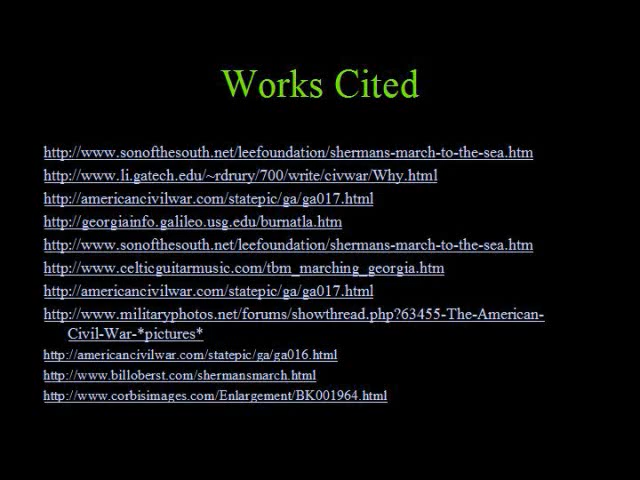 Works Cited
http://www.sonofthesouth.net/leefoundation/shermans-march-to-the-sea.htm
http://www.li.gatech.edu/~rdrury/700/write/civwar/Why.html
http://americancivilwar.com/statepic/ga/ga017.html
http://georgiainfo.galileo.usg.edu/burnatla.htm
http://www.sonofthesouth.net/leefoundation/shermans-march-to-the-sea.htm
http://www.celticguitarmusic.com/tbm_marching_georgia.htm
http://americancivilwar.com/statepic/ga/ga017.html
http://www.militaryphotos.net/forums/showthread.php?63455-The-American-
Civil-War-*pictures*
http://americancivilwar.com/statepic/ga/ga016.html
http://www.billoberst.com/shermansmarch.html
http://www.corbisimages.com/Enlargement/BK001964.html